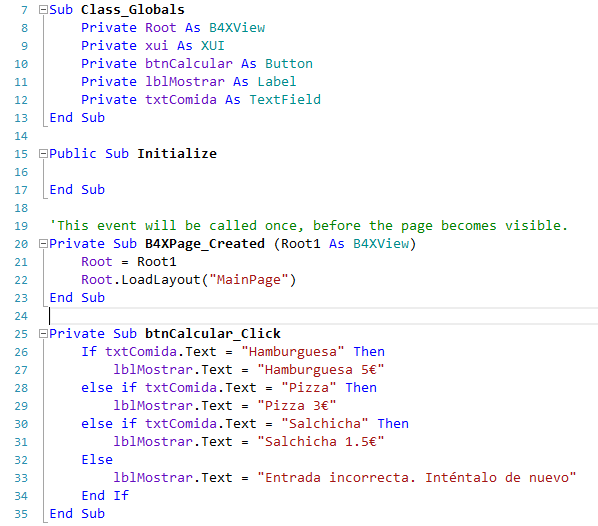 7 Sub Class_Globals
8     Private Root As B4XView
9     Private xui As XUI
10     Private btnCalcular As Button
11     Private lblMostrar As Label
12     Private txtComida As TextField
13 End Sub
14
15 Public Sub Initialize
16
17 End Sub
18
19 'This event will be called once, before the page becomes visible.
20 Private Sub B4XPage_Created (Root1 As B4XView)
21     Root = Root1
22     Root.LoadLayout("MainPage")
23 End Sub
24
25 Private Sub btnCalcular_Click
26     If txtComida.Text = "Hamburguesa" Then
27         lblMostrar.Text = "Hamburguesa 5€"
28     else if txtComida.Text = "Pizza" Then
29         lblMostrar.Text = "Pizza 3€"
30     else if txtComida.Text = "Salchicha" Then
31         lblMostrar.Text = "Salchicha 1.5€"
32     Else
33         lblMostrar.Text = "Entrada incorrecta. Inténtalo de nuevo"
34     End If
35 End Sub